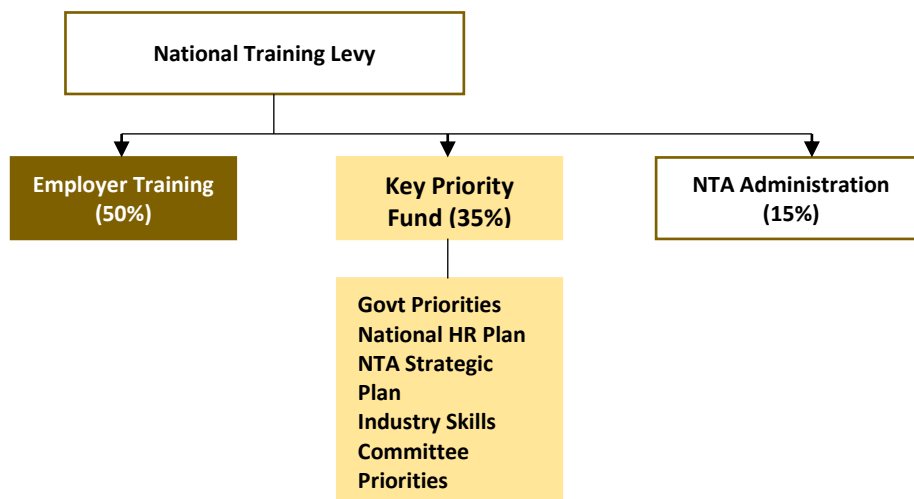 National Training Levy
Employer Training
(50%)
Key Priority
Fund (35%)
NTA Administration
(15%)
Govt Priorities
National HR Plan
NTA Strategic
Plan
Industry Skills
Committee
Priorities